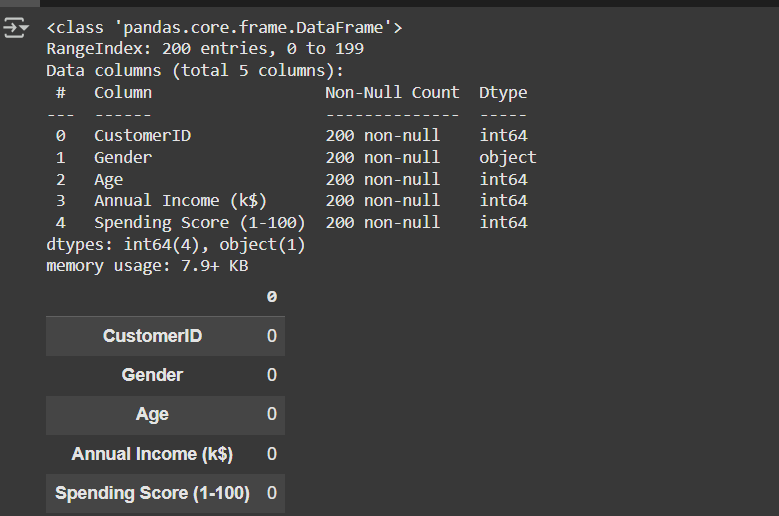 <class 'pandas.core.frame.DataFrame'>
RangeIndex: 200 entries, 0 to 199
Data columns (total 5 columns):
 #   Column                  Non-Null Count  Dtype
---  ------                  --------------  -----
 0   CustomerID              200 non-null    int64
 1   Gender                  200 non-null    object
 2   Age                     200 non-null    int64
 3   Annual Income (k$)      200 non-null    int64
 4   Spending Score (1-100)  200 non-null    int64
dtypes: int64(4), object(1)
memory usage: 7.9+ KB
0
CustomerID 0
Gender 0
Age 0
Annual Income (k$) 0
Spending Score (1-100) 0